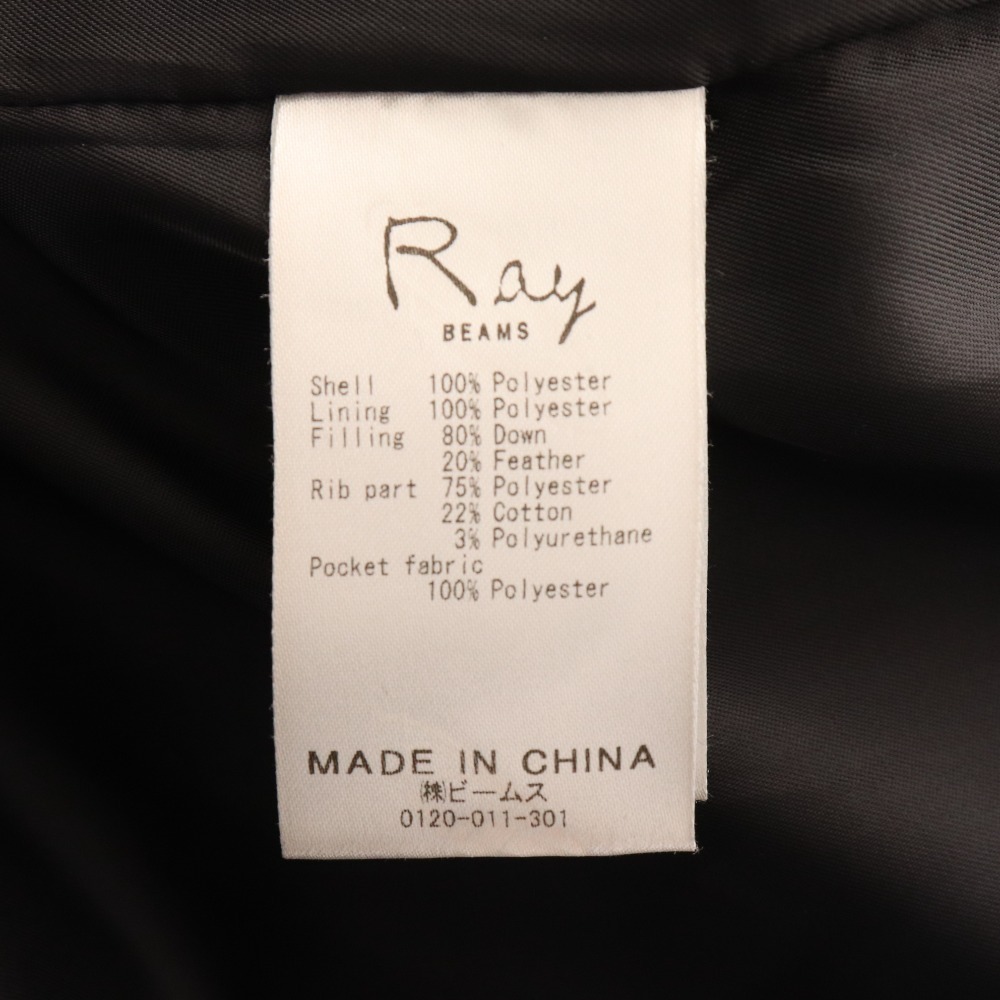 Ray
BEAMS
Shell 100% Polyester
Lining 100% Polyester
Filling 80% Down
20% Feather
Rib part 75% Polyester
22% Cotton
3% Polyurethane
Pocket fabric
100% Polyester
MADE IN CHINA
㈱ビームス
0120-011-301